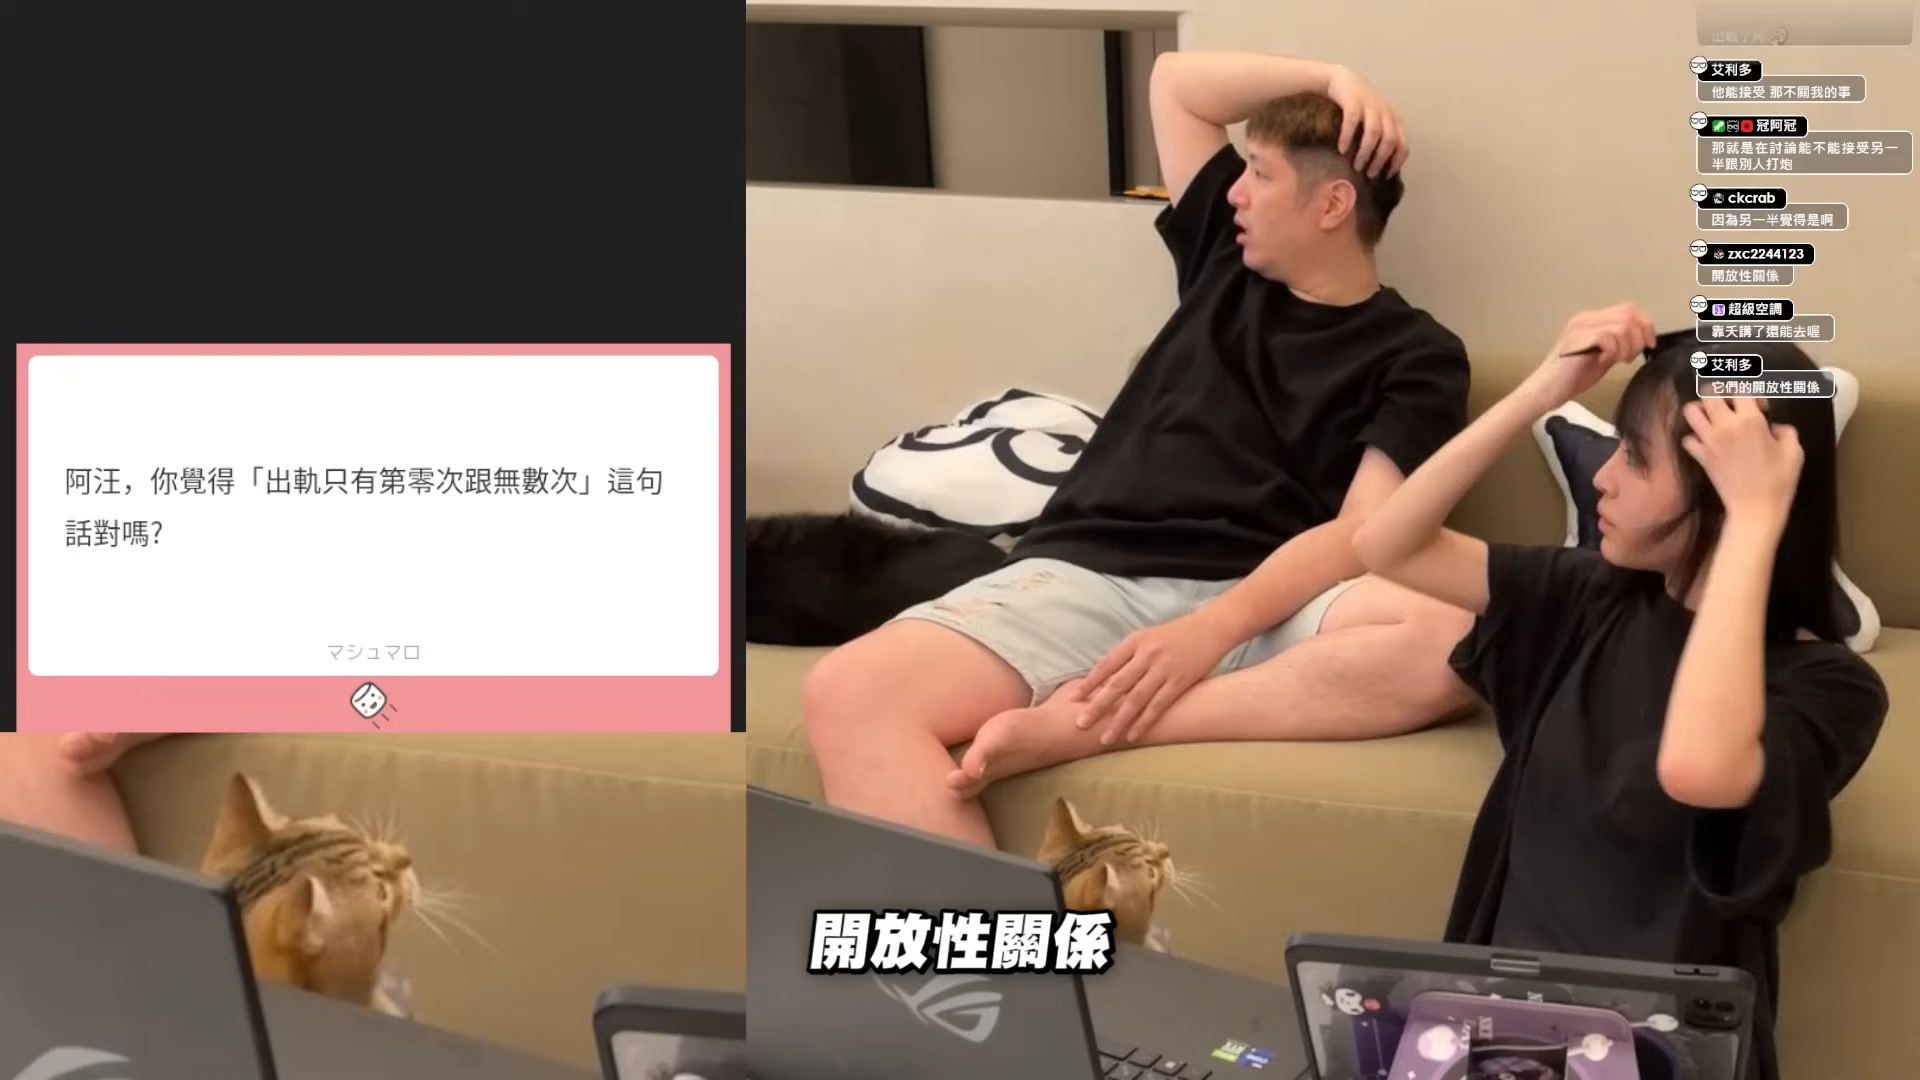 阿汪，你覺得「出軌只有第零次跟無數次」這句
話對嗎?
マシュマロ
出軌了阿
艾利多
他能接受 那不關我的事
冠阿冠
那就是在討論能不能接受另一
半跟別人打炮
ckcrab
因為另一半覺得是啊
zxc2244123
開放性關係
超級空調
靠夭講了還能去喔
艾利多
它們的開放性關係
開放性關係